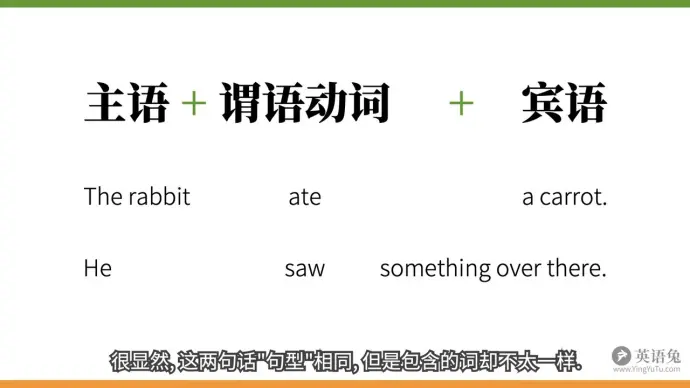 主语 + 谓语动词 + 宾语
The rabbit ate a carrot.
He saw something over there.
很显然, 这两句话"句型"相同, 但是包含的词却不太一样.
英语兔
www.YingYuTu.com